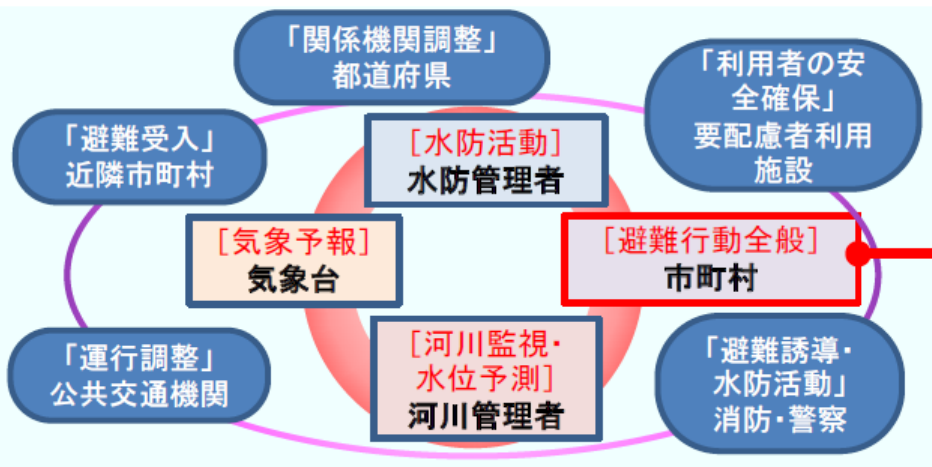 「関係機関調整」
都道府県
「利用者の安
全確保」
要配慮者利用
施設
「避難受入」
近隣市町村
[水防活動]
水防管理者
[気象予報]
気象台
[避難行動全般]
市町村
[河川監視・
水位予測]
河川管理者
「運行調整」
公共交通機関
「避難誘導・
水防活動」
消防・警察